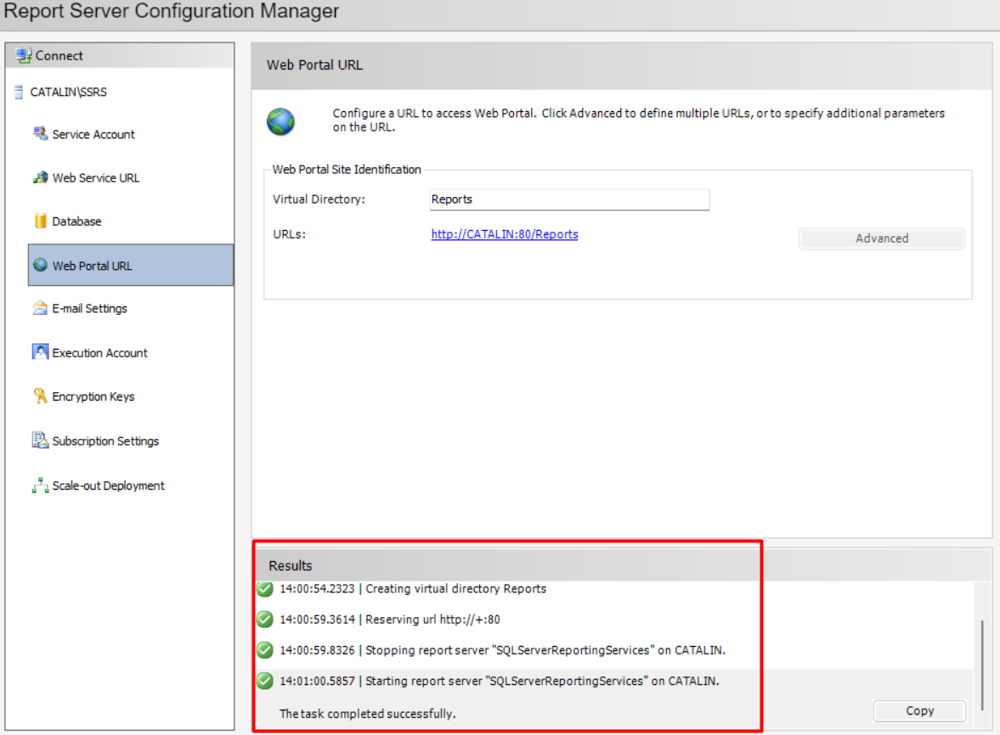 Report Server Configuration Manager
Connect
CATALIN\SSRS
Service Account
Web Service URL
Database
Web Portal URL
E-mail Settings
Execution Account
Encryption Keys
Subscription Settings
Scale-out Deployment
Web Portal URL
Configure a URL to access Web Portal. Click Advanced to define multiple URLs, or to specify additional parameters
on the URL.
Web Portal Site Identification
Virtual Directory: Reports
URLs: http://CATALIN:80/Reports
Advanced
Results
14:00:54.2323 | Creating virtual directory Reports
14:00:59.3614 | Reserving url http://+:80
14:00:59.8326 | Stopping report server "SQLServerReportingServices" on CATALIN.
14:01:00.5857 | Starting report server "SQLServerReportingServices" on CATALIN.
The task completed successfully.
Copy